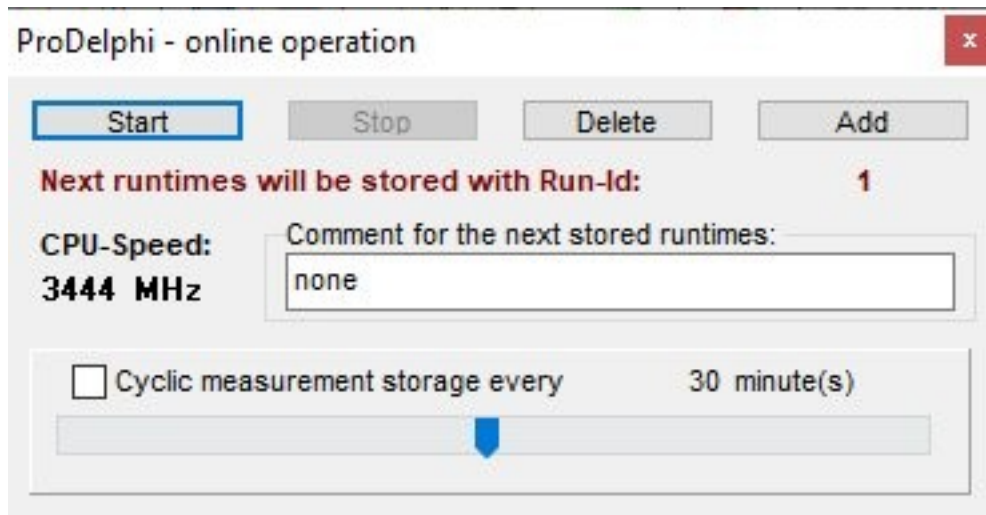 ProDelphi - online operation x
Start Stop Delete Add
Next runtimes will be stored with Run-Id: 1
CPU-Speed:
3444 MHz
Comment for the next stored runtimes:
none
Cyclic measurement storage every 30 minute(s)